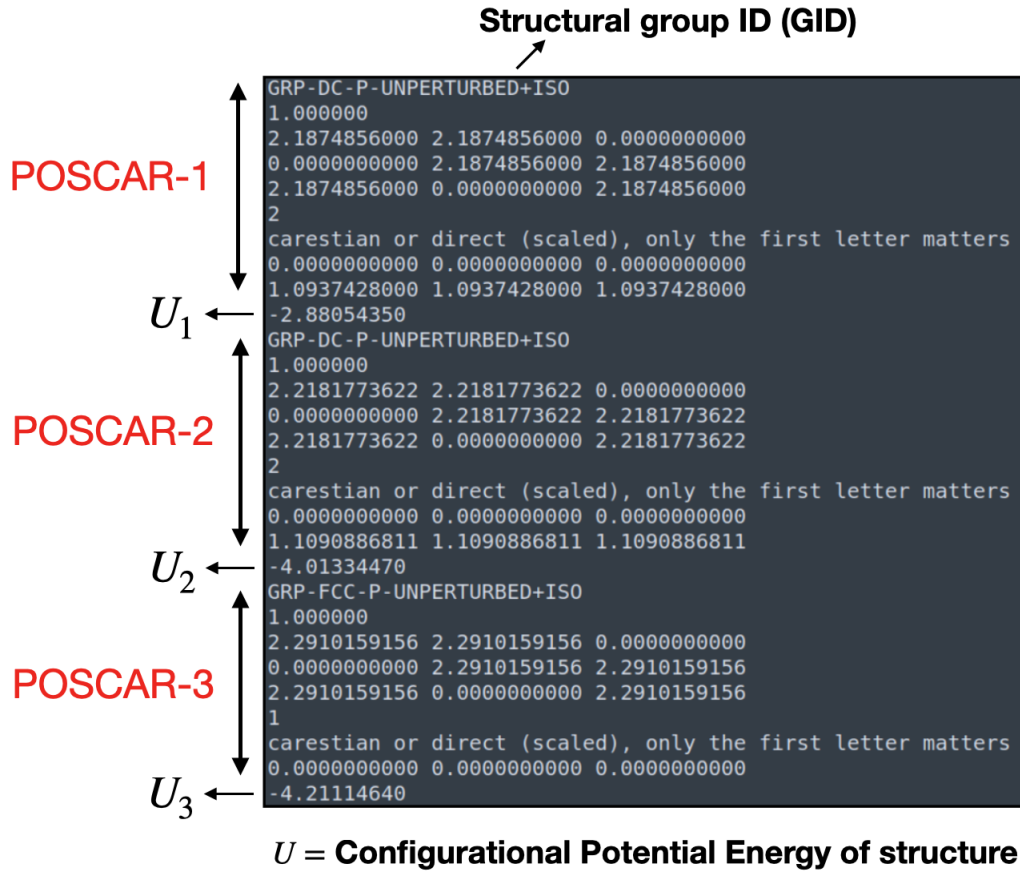 Structural group ID (GID)
GRP-DC-P-UNPERTURBED+ISO
1.000000
2.1874856000 2.1874856000 0.0000000000
0.0000000000 2.1874856000 2.1874856000
POSCAR-1
2.1874856000 0.0000000000 2.1874856000
2
carestian or direct (scaled), only the first letter matters
0.0000000000 0.0000000000 0.0000000000
1.0937428000 1.0937428000 1.0937428000
U1
-2.88054350
GRP-DC-P-UNPERTURBED+ISO
1.000000
2.2181773622 2.2181773622 0.0000000000
0.0000000000 2.2181773622 2.2181773622
POSCAR-2
2.2181773622 0.0000000000 2.2181773622
2
carestian or direct (scaled), only the first letter matters
0.0000000000 0.0000000000 0.0000000000
1.1090886811 1.1090886811 1.1090886811
U2
-4.01334470
GRP-FCC-P-UNPERTURBED+ISO
1.000000
2.2910159156 2.2910159156 0.0000000000
0.0000000000 2.2910159156 2.2910159156
POSCAR-3
2.2910159156 0.0000000000 2.2910159156
1
carestian or direct (scaled), only the first letter matters
0.0000000000 0.0000000000 0.0000000000
U3
-4.21114640
U = Configurational Potential Energy of structure